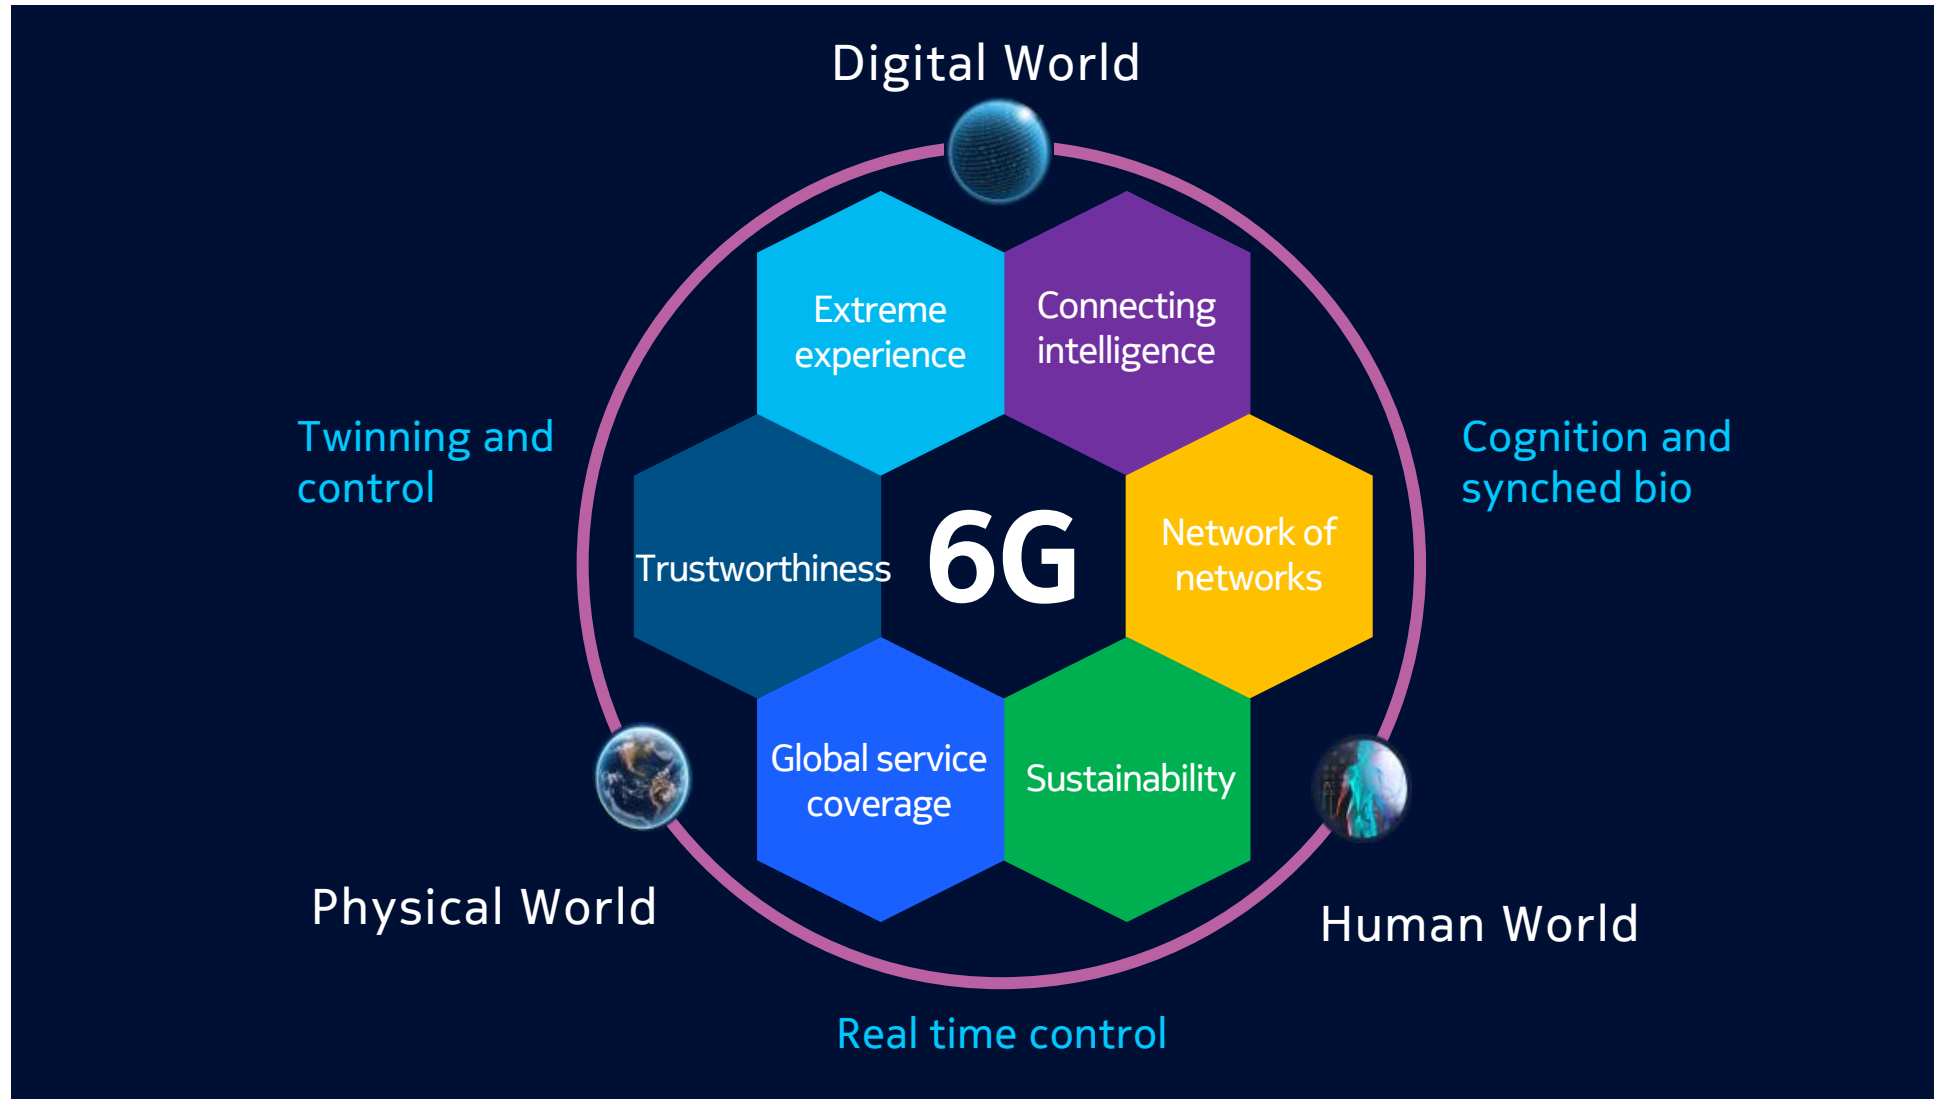 Digital World
Extreme
experience
Connecting
intelligence
Twinning and
control
Cognition and
synched bio
Trustworthiness
6G
Network of
networks
Global service
coverage
Sustainability
Physical World
Human World
Real time control